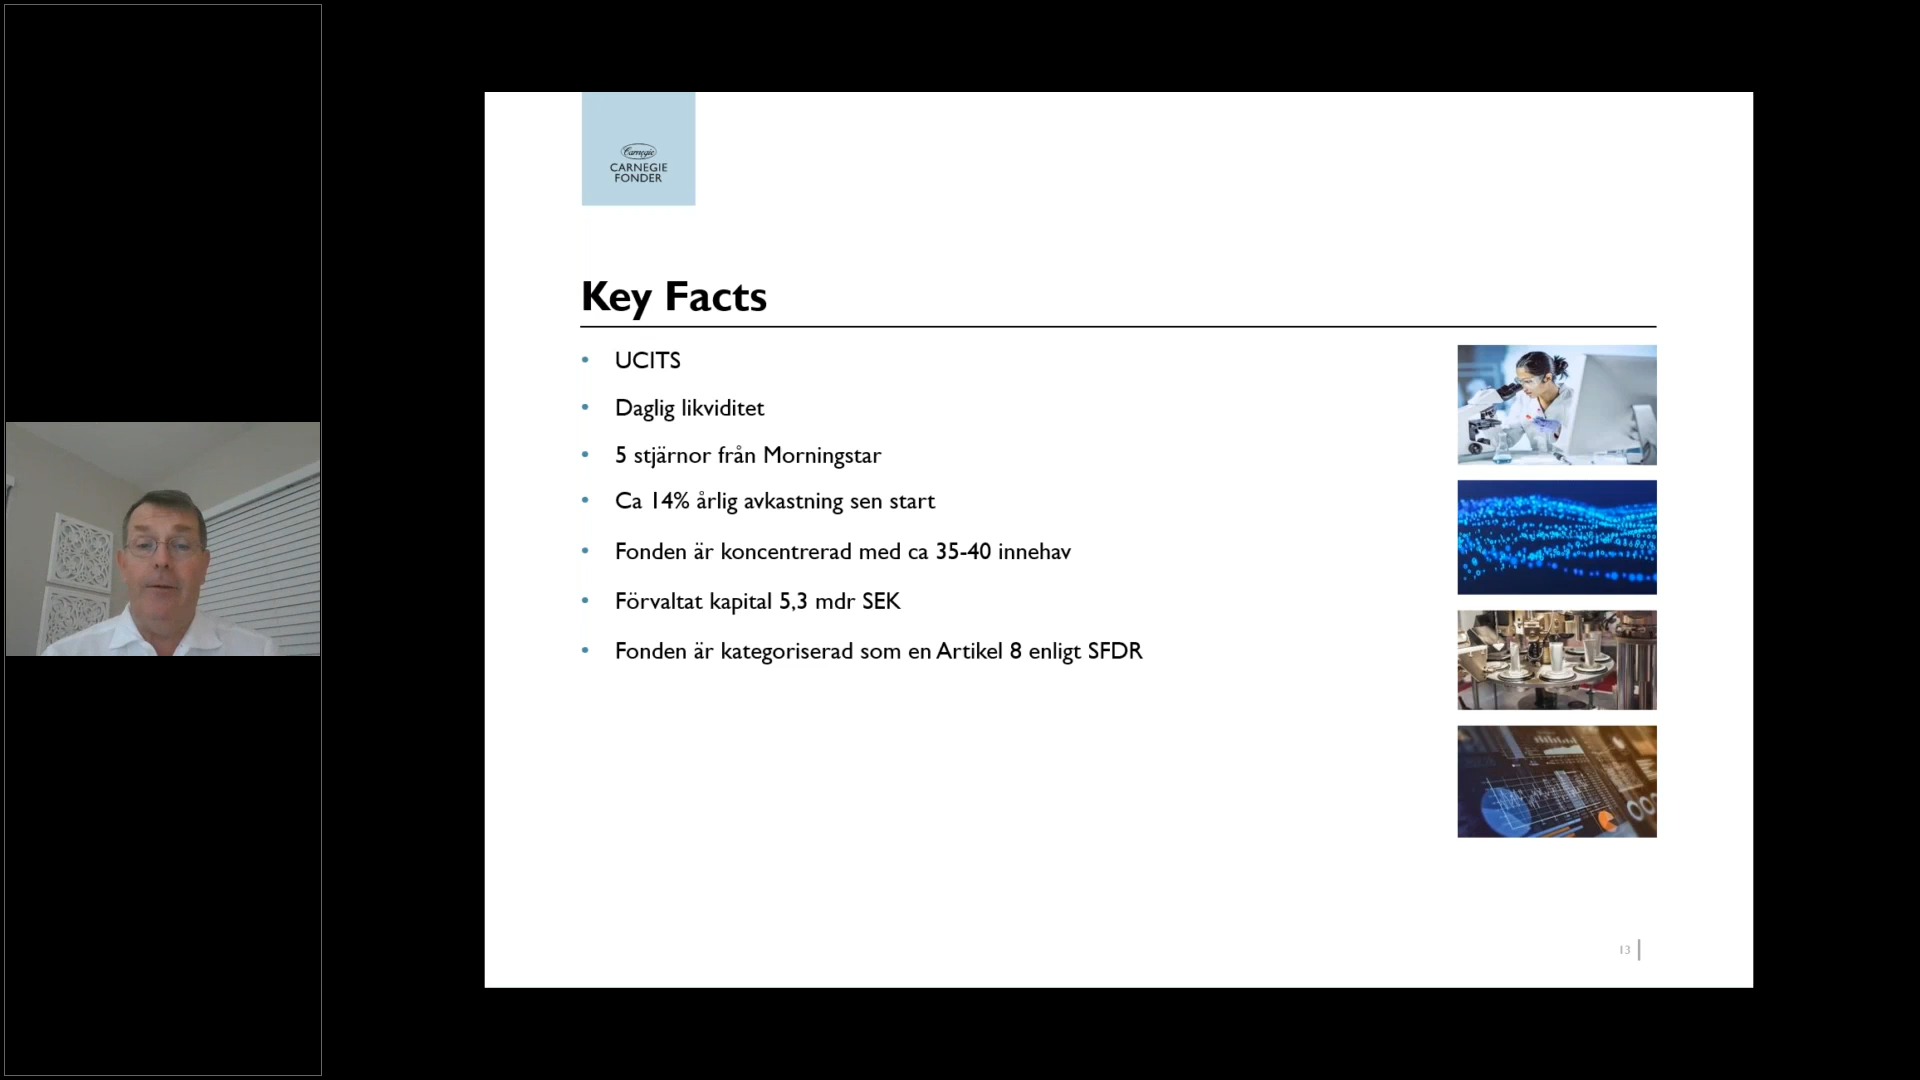 Carnegie
CARNEGIE
FONDER
Key Facts
• UCITS
• Daglig likviditet
• 5 stjärnor från Morningstar
• Ca 14% årlig avkastning sen start
• Fonden är koncentrerad med ca 35-40 innehav
• Förvaltat kapital 5,3 mdr SEK
• Fonden är kategoriserad som en Artikel 8 enligt SFDR
13